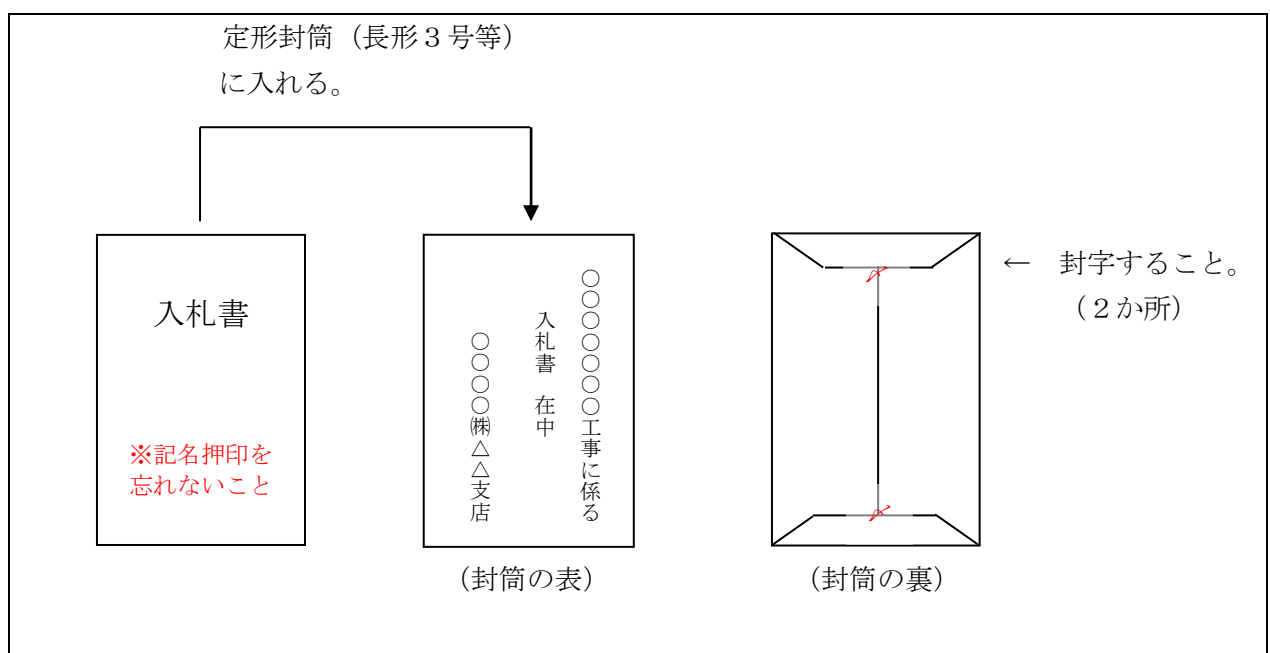 定形封筒（長形３号等）
に入れる。
入札書
※記名押印を
忘れないこと
○○○○○○○工事に係る
入札書　在中
○○○○㈱△△支店
（封筒の表）
〆
〆
（封筒の裏）
←　封字すること。
（２か所）